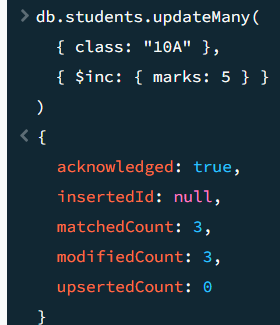 > db.students.updateMany(
{ class: "10A" },
{ $inc: { marks: 5 } }
)
< {
acknowledged: true,
insertedId: null,
matchedCount: 3,
modifiedCount: 3,
upsertedCount: 0
}